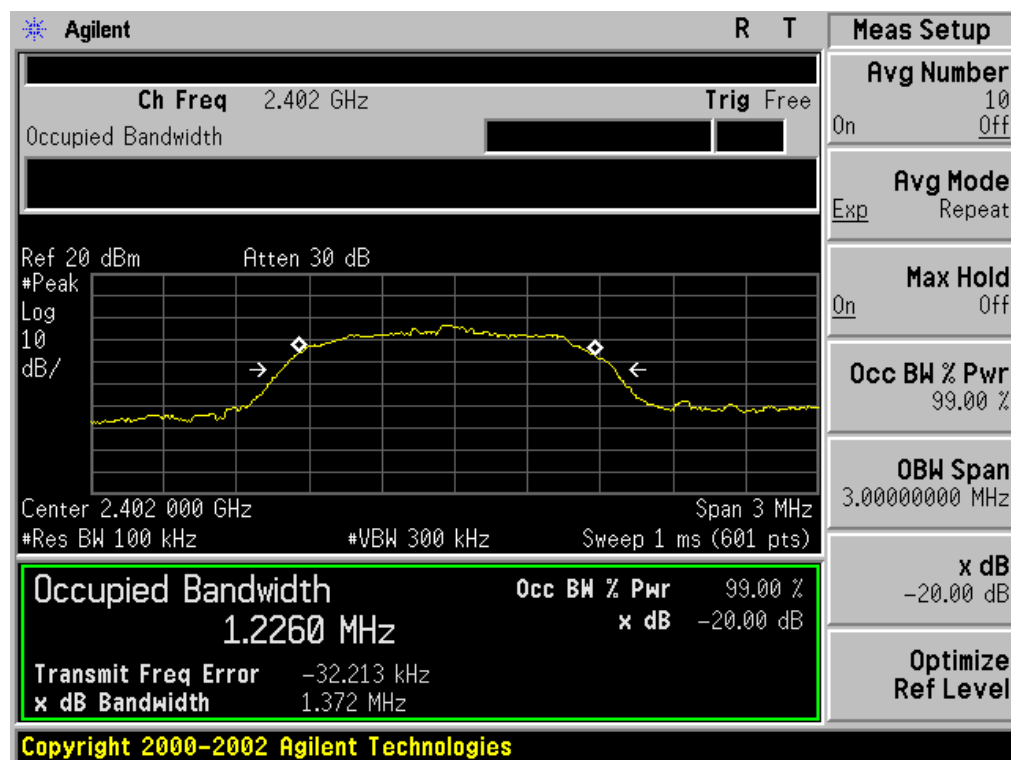 Agilent R T
Meas Setup
Ch Freq 2.402 GHz Trig Free
Occupied Bandwidth
Ref 20 dBm Atten 30 dB
#Peak
Log
10
dB/
Center 2.402 000 GHz Span 3 MHz
#Res BW 100 kHz #VBW 300 kHz Sweep 1 ms (601 pts)
Occupied Bandwidth Occ BW % Pwr 99.00 %
1.2260 MHz x dB -20.00 dB
Transmit Freq Error -32.213 kHz
x dB Bandwidth 1.372 MHz
Copyright 2000-2002 Agilent Technologies
Avg Number
10
On Off
Avg Mode
Exp Repeat
Max Hold
On Off
Occ BW % Pwr
99.00 %
OBW Span
3.00000000 MHz
x dB
-20.00 dB
Optimize
Ref Level